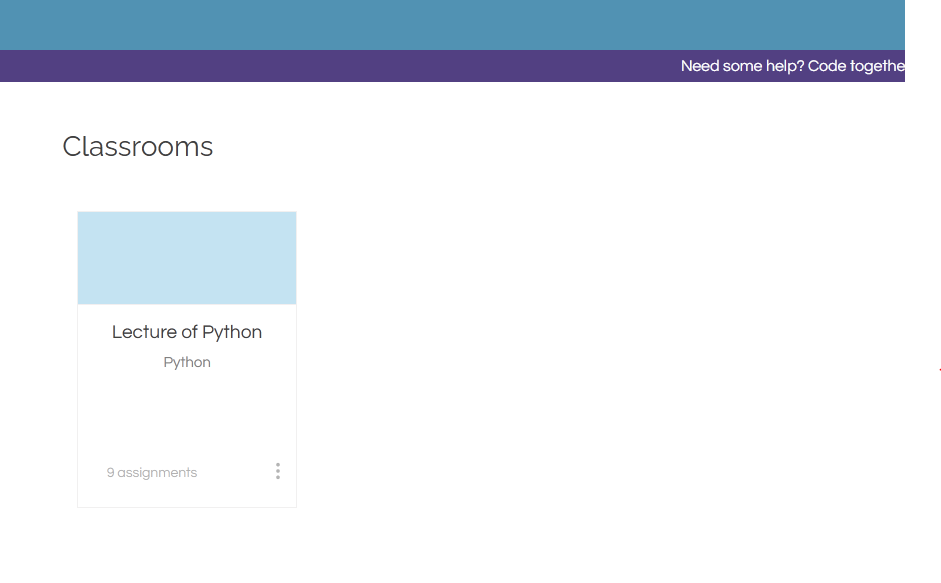 Need some help? Code togethe
Classrooms
Lecture of Python
Python
9 assignments